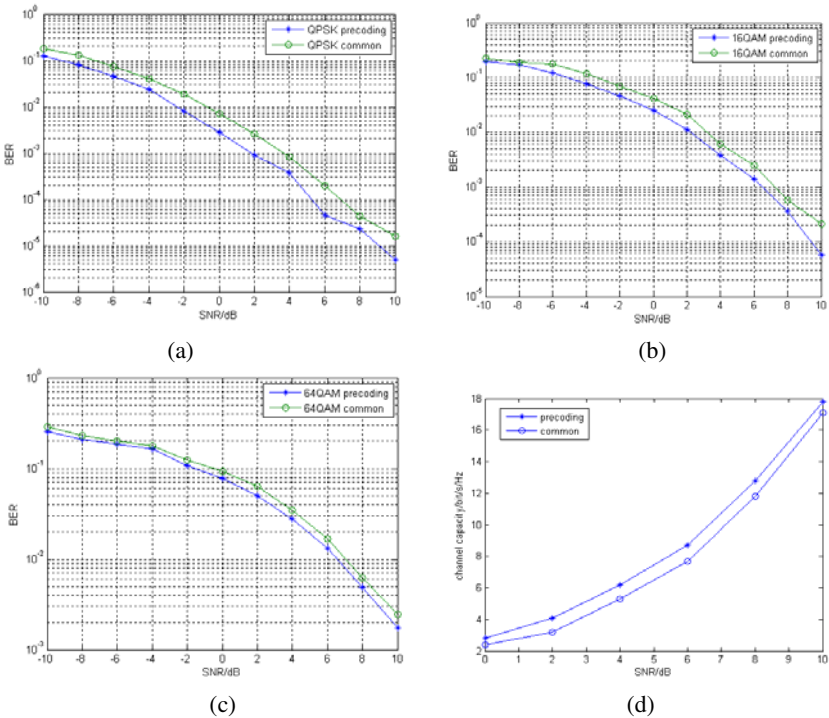 10^0
10^-1
10^-2
10^-3
10^-4
10^-5
10^-6
BER
QPSK precoding
QPSK common
-10 -8 -6 -4 -2 0 2 4 6 8 10
SNR/dB
(a)
10^0
10^-1
10^-2
10^-3
10^-4
10^-5
BER
16QAM precoding
16QAM common
-10 -8 -6 -4 -2 0 2 4 6 8 10
SNR/dB
(b)
10^0
10^-1
10^-2
10^-3
BER
64QAM precoding
64QAM common
-10 -8 -6 -4 -2 0 2 4 6 8 10
SNR/dB
(c)
18
16
14
12
10
8
6
4
2
channel capacity/bit/s/Hz
precoding
common
0 1 2 3 4 5 6 7 8 9 10
SNR/dB
(d)